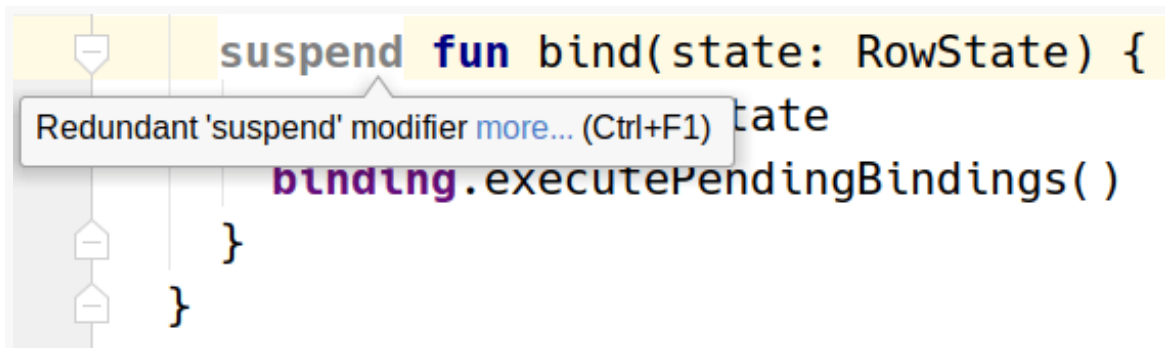 suspend fun bind(state: RowState) {
Redundant 'suspend' modifier more... (Ctrl+F1)
tate
binding.executePendingBindings()
}
}